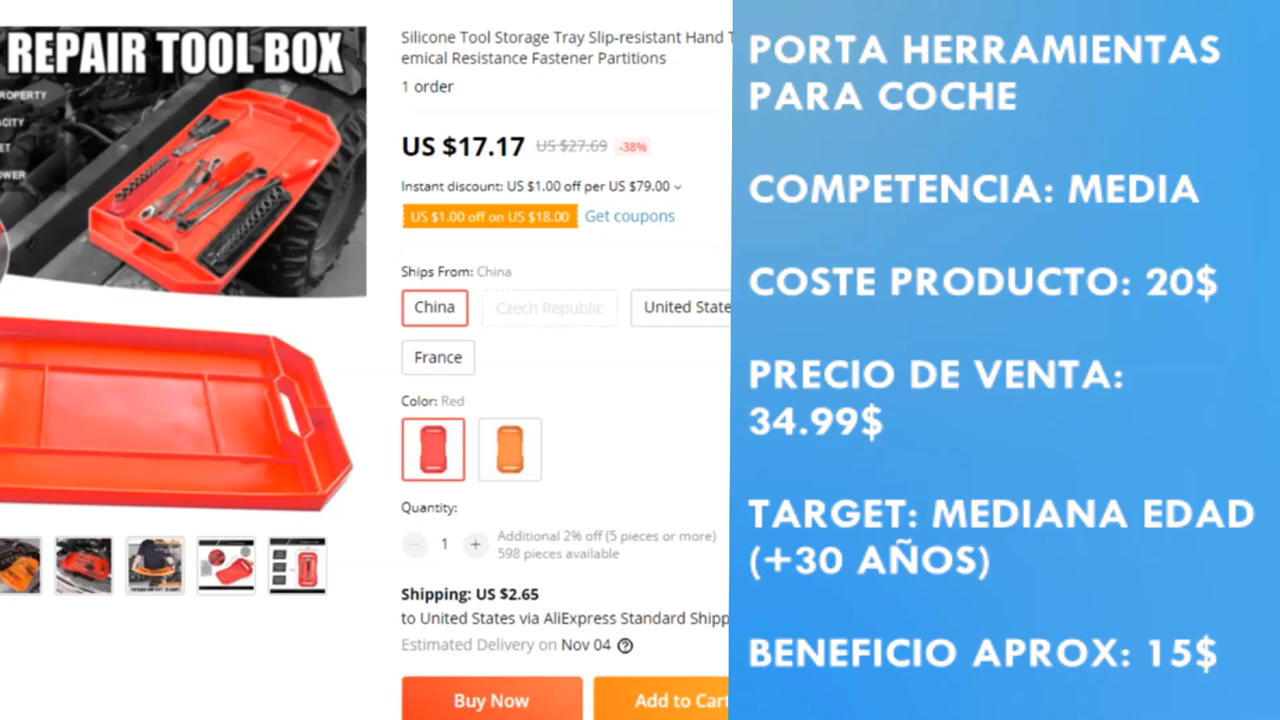 REPAIR TOOL BOX
ROPERTY
ACITY
ET
OWER
Silicone Tool Storage Tray Slip-resistant Hand T
emical Resistance Fastener Partitions
1 order
US $17.17 US $27.69 -38%
Instant discount: US $1.00 off per US $79.00
US $1.00 off on US $18.00 Get coupons
Ships From: China
China Czech Republic United State
France
Color: Red
Quantity:
1 Additional 2% off (5 pieces or more)
598 pieces available
Shipping: US $2.65
to United States via AliExpress Standard Shipp
Estimated Delivery on Nov 04
Buy Now Add to Cart
PORTA HERRAMIENTAS
PARA COCHE
COMPETENCIA: MEDIA
COSTE PRODUCTO: 20$
PRECIO DE VENTA:
34.99$
TARGET: MEDIANA EDAD
(+30 AÑOS)
BENEFICIO APROX: 15$